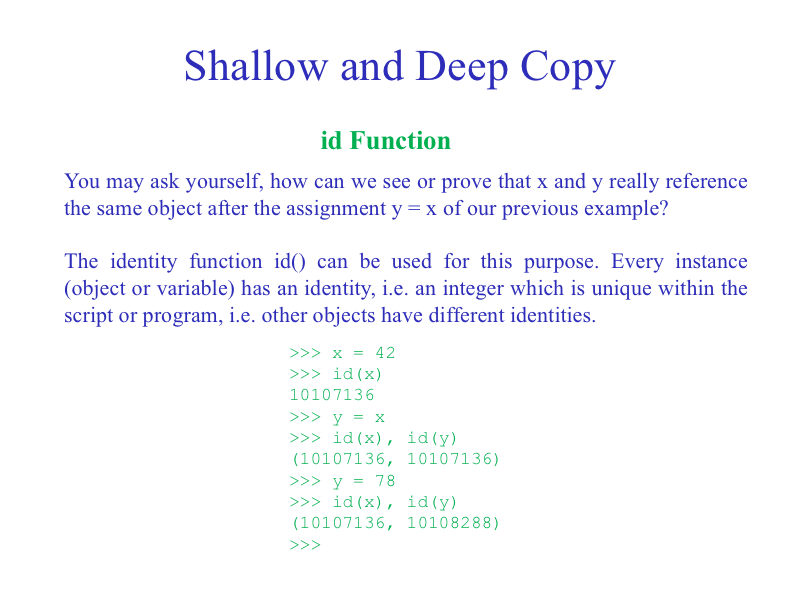 Shallow and Deep Copy
id Function
You may ask yourself, how can we see or prove that x and y really reference
the same object after the assignment y = x of our previous example?
The identity function id() can be used for this purpose. Every instance
(object or variable) has an identity, i.e. an integer which is unique within the
script or program, i.e. other objects have different identities.
>>> x = 42
>>> id(x)
10107136
>>> y = x
>>> id(x), id(y)
(10107136, 10107136)
>>> y = 78
>>> id(x), id(y)
(10107136, 10108288)
>>>